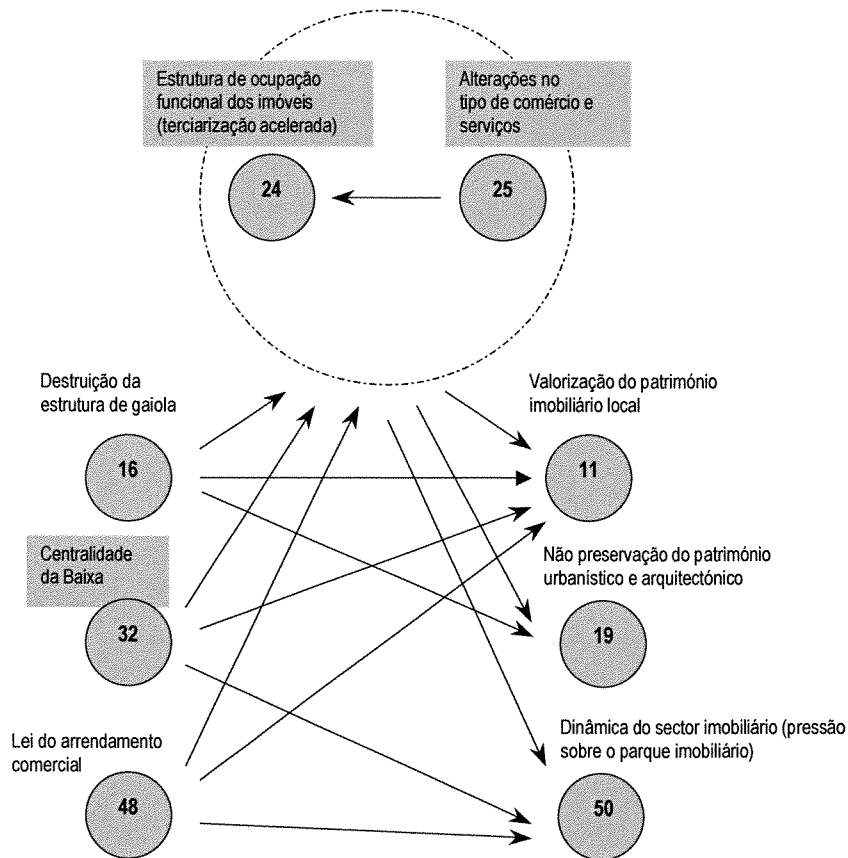 Estrutura de ocupação
funcional dos imóveis
(terciarização acelerada)
Alterações no
tipo de comércio e
serviços
24
25
Destruição da
estrutura de gaiola
16
Valorização do património
imobiliário local
11
Centralidade
da Baixa
32
Não preservação do património
urbanístico e arquitectónico
19
Lei do arrendamento
comercial
48
Dinâmica do sector imobiliário (pressão
sobre o parque imobiliário)
50